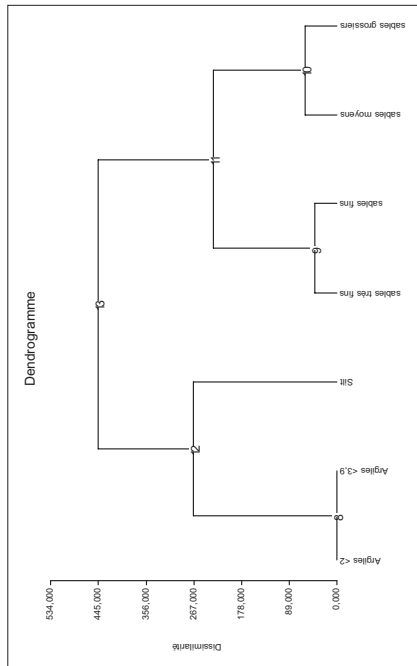 Dendrogramme
Dissimilarité
534,000
445,000
356,000
267,000
178,000
89,000
0,000
13
12
11
10
9
8
Argiles <2
Argiles <3,9
Silt
sables trés fins
sables fins
sables moyens
sables grossiers